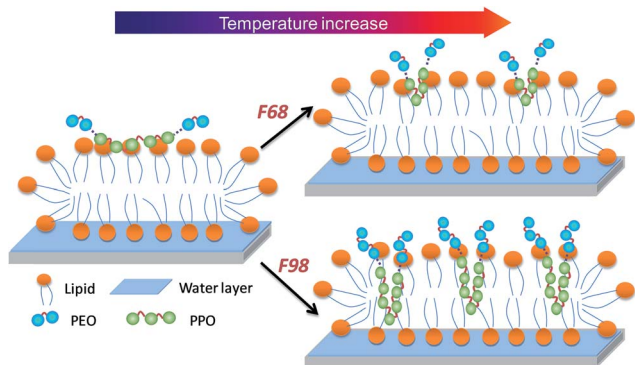 Temperature increase
F68
F98
Lipid
Water layer
PEO
PPO